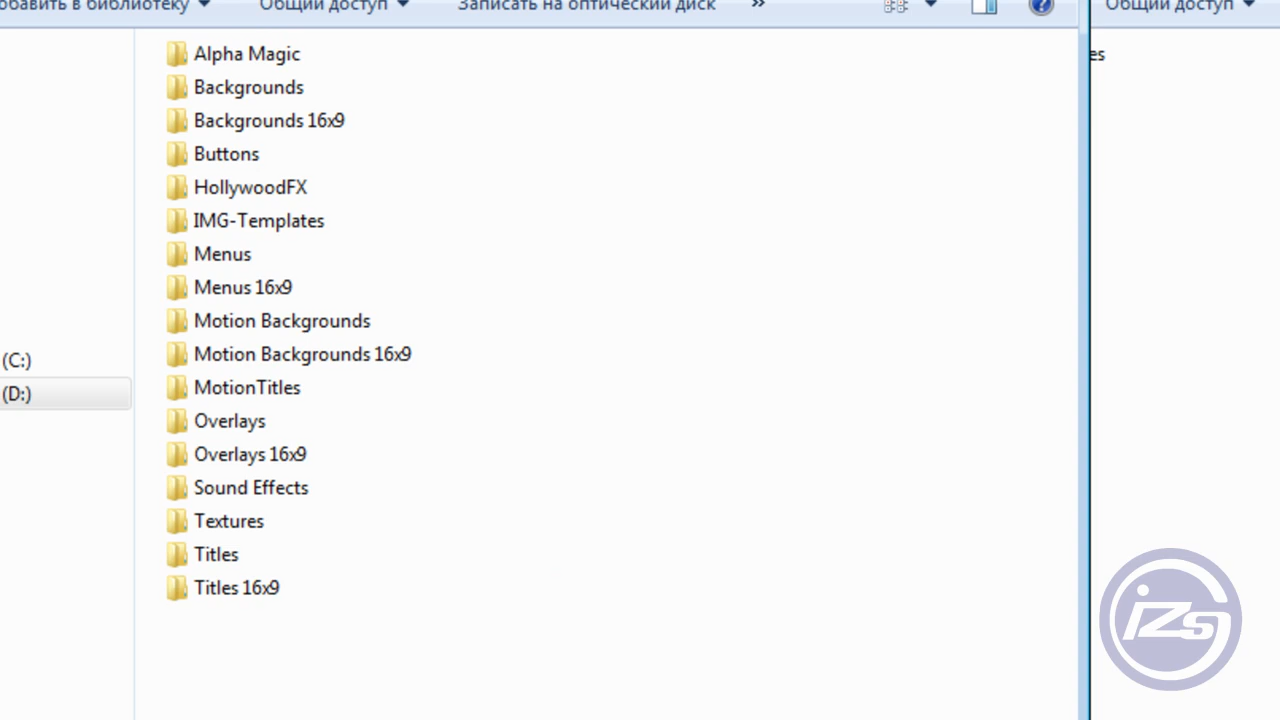 обавить в библиотеку Общий доступ Записать на оптический диск » Общий доступ
Alpha Magic
es
Backgrounds
Backgrounds 16x9
Buttons
HollywoodFX
IMG-Templates
Menus
Menus 16x9
Motion Backgrounds
Motion Backgrounds 16x9
(C:)
MotionTitles
(D:)
Overlays
Overlays 16x9
Sound Effects
Textures
Titles
Titles 16x9
iZs